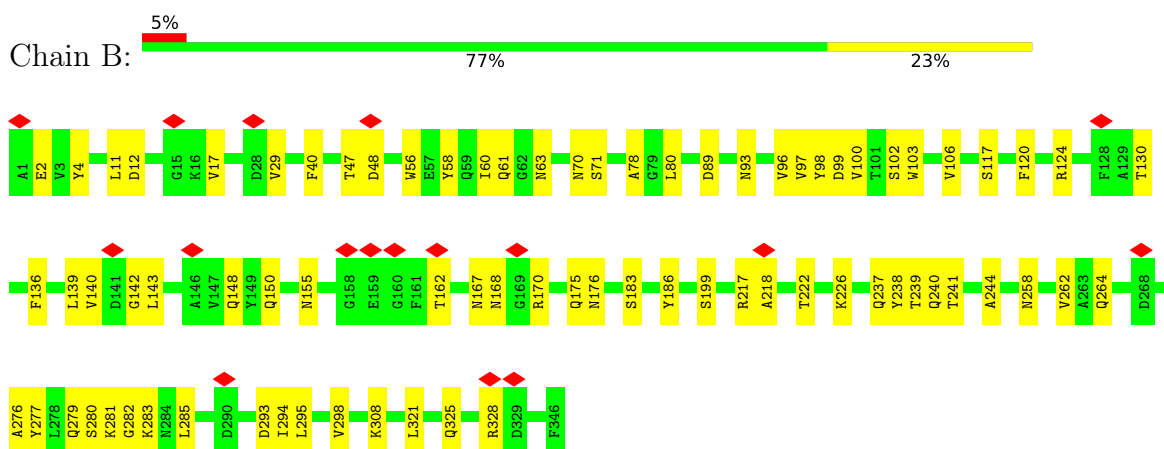 5%
Chain B:
77% 23%
A1 E2 V3 Y4 L11 D12 G15 K16 V17 D28 V29 F40 T47 D48 W56 E57 Y58 Q59 I60 Q61 G62 N63 N70 S71 A78 G79 L80 D89 N93 V96 V97 Y98 D99 V100 T101 S102 W103 V106 S117 F120 R124 F128 A129 T130
F136 L139 V140 D141 G142 L143 A146 V147 Q148 Y149 Q150 N155 G158 E159 G160 F161 T162 N167 N168 G169 R170 Q175 N176 S183 Y186 S199 R217 A218 T222 K226 Q237 Y238 T239 Q240 T241 A244 N258 V262 A263 Q264 D268
A276 Y277 L278 Q279 S280 K281 G282 K283 N284 L285 D290 D293 I294 L295 V298 K308 L321 Q325 R328 D329 F346